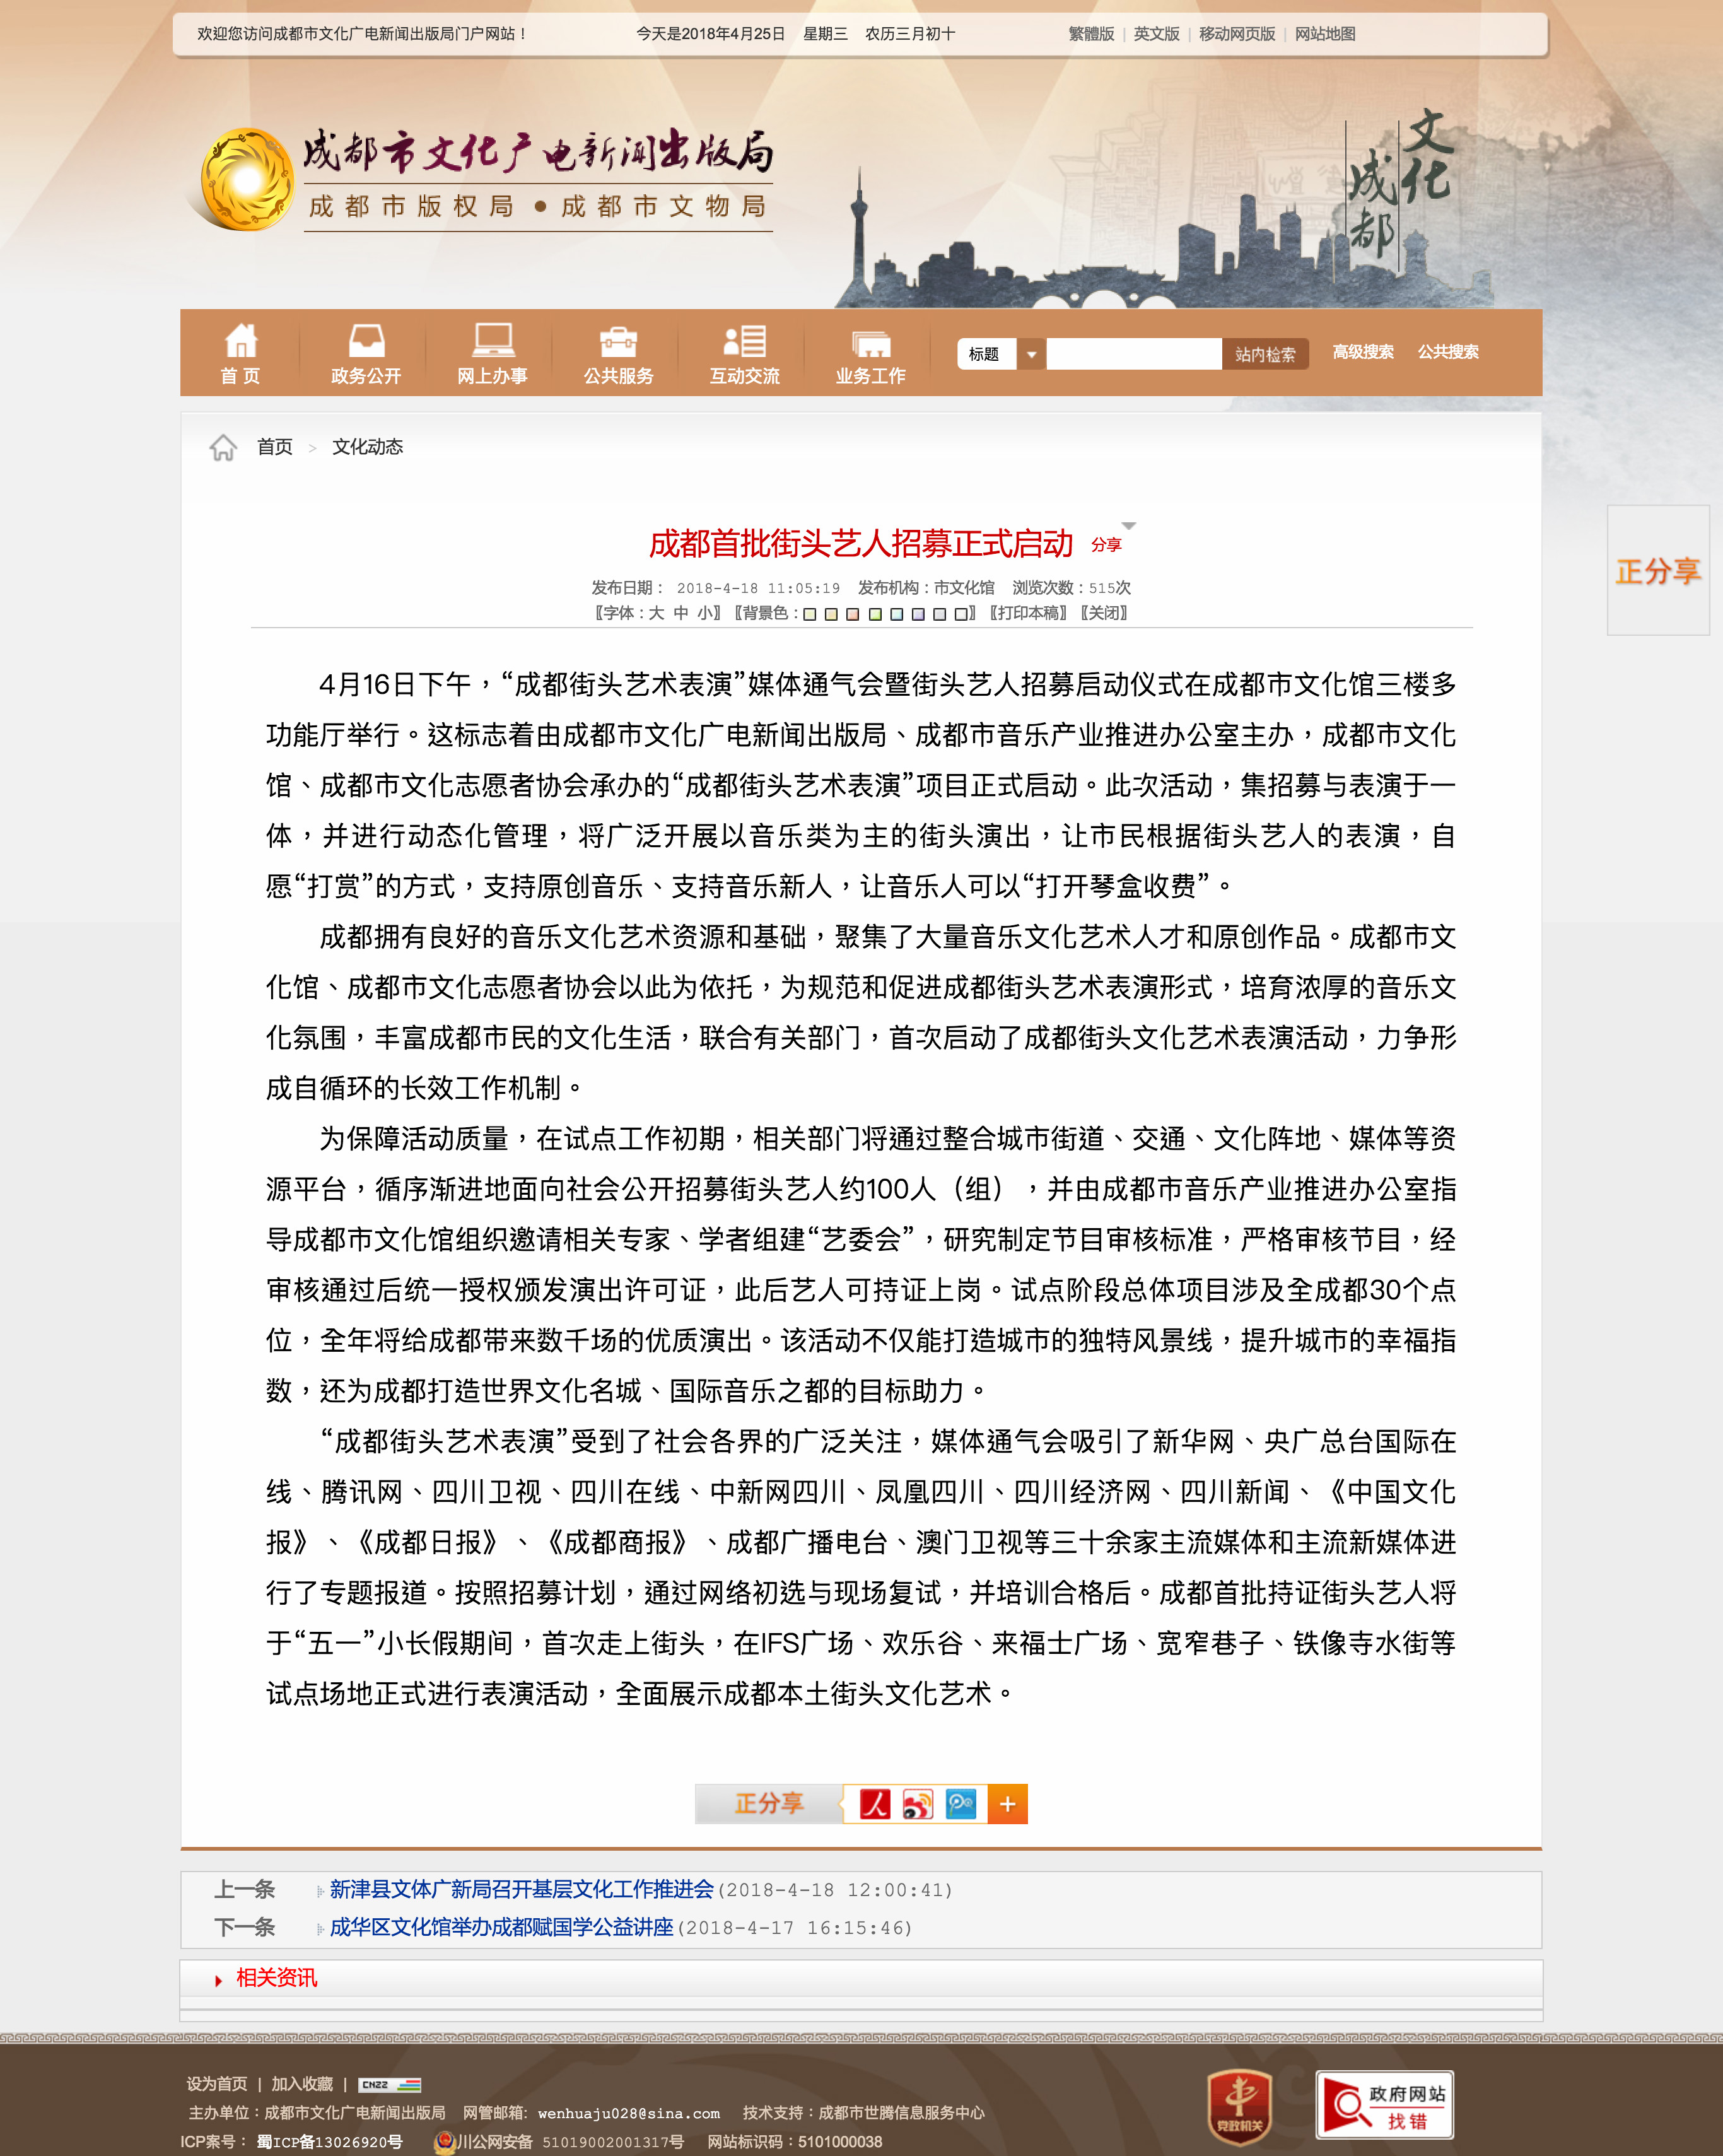 欢迎您访问成都市文化广电新闻出版局门户网站！ 今天是2018年4月25日 星期三 农历三月初十 繁體版 | 英文版 | 移动网页版 | 网站地图
成都市文化广电新闻出版局
成都市版权局●成都市文物局
文化
成都
首 页 政务公开 网上办事 公共服务 互动交流 业务工作 标题 站内检索 高级搜索 公共搜索
首页 > 文化动态
成都首批街头艺人招募正式启动 分享
正分享
发布日期： 2018-4-18 11:05:19 发布机构：市文化馆 浏览次数：515次
〖字体：大 中 小〗〖背景色：〗〖打印本稿〗〖关闭〗
4月16日下午，“成都街头艺术表演”媒体通气会暨街头艺人招募启动仪式在成都市文化馆三楼多
功能厅举行。这标志着由成都市文化广电新闻出版局、成都市音乐产业推进办公室主办，成都市文化
馆、成都市文化志愿者协会承办的“成都街头艺术表演”项目正式启动。此次活动，集招募与表演于一
体，并进行动态化管理，将广泛开展以音乐类为主的街头演出，让市民根据街头艺人的表演，自
愿“打赏”的方式，支持原创音乐、支持音乐新人，让音乐人可以“打开琴盒收费”。
成都拥有良好的音乐文化艺术资源和基础，聚集了大量音乐文化艺术人才和原创作品。成都市文
化馆、成都市文化志愿者协会以此为依托，为规范和促进成都街头艺术表演形式，培育浓厚的音乐文
化氛围，丰富成都市民的文化生活，联合有关部门，首次启动了成都街头文化艺术表演活动，力争形
成自循环的长效工作机制。
为保障活动质量，在试点工作初期，相关部门将通过整合城市街道、交通、文化阵地、媒体等资
源平台，循序渐进地面向社会公开招募街头艺人约100人（组），并由成都市音乐产业推进办公室指
导成都市文化馆组织邀请相关专家、学者组建“艺委会”，研究制定节目审核标准，严格审核节目，经
审核通过后统一授权颁发演出许可证，此后艺人可持证上岗。试点阶段总体项目涉及全成都30个点
位，全年将给成都带来数千场的优质演出。该活动不仅能打造城市的独特风景线，提升城市的幸福指
数，还为成都打造世界文化名城、国际音乐之都的目标助力。
“成都街头艺术表演”受到了社会各界的广泛关注，媒体通气会吸引了新华网、央广总台国际在
线、腾讯网、四川卫视、四川在线、中新网四川、凤凰四川、四川经济网、四川新闻、《中国文化
报》、《成都日报》、《成都商报》、成都广播电台、澳门卫视等三十余家主流媒体和主流新媒体进
行了专题报道。按照招募计划，通过网络初选与现场复试，并培训合格后。成都首批持证街头艺人将
于“五一”小长假期间，首次走上街头，在IFS广场、欢乐谷、来福士广场、宽窄巷子、铁像寺水街等
试点场地正式进行表演活动，全面展示成都本土街头文化艺术。
正分享
上一条 新津县文体广新局召开基层文化工作推进会(2018-4-18 12:00:41)
下一条 成华区文化馆举办成都赋国学公益讲座(2018-4-17 16:15:46)
相关资讯
设为首页 | 加入收藏 | CNZZ
主办单位：成都市文化广电新闻出版局 网管邮箱: wenhuaju028@sina.com 技术支持：成都市世腾信息服务中心
ICP案号： 蜀ICP备13026920号 川公网安备 51019002001317号 网站标识码：5101000038
党政机关
政府网站
找错